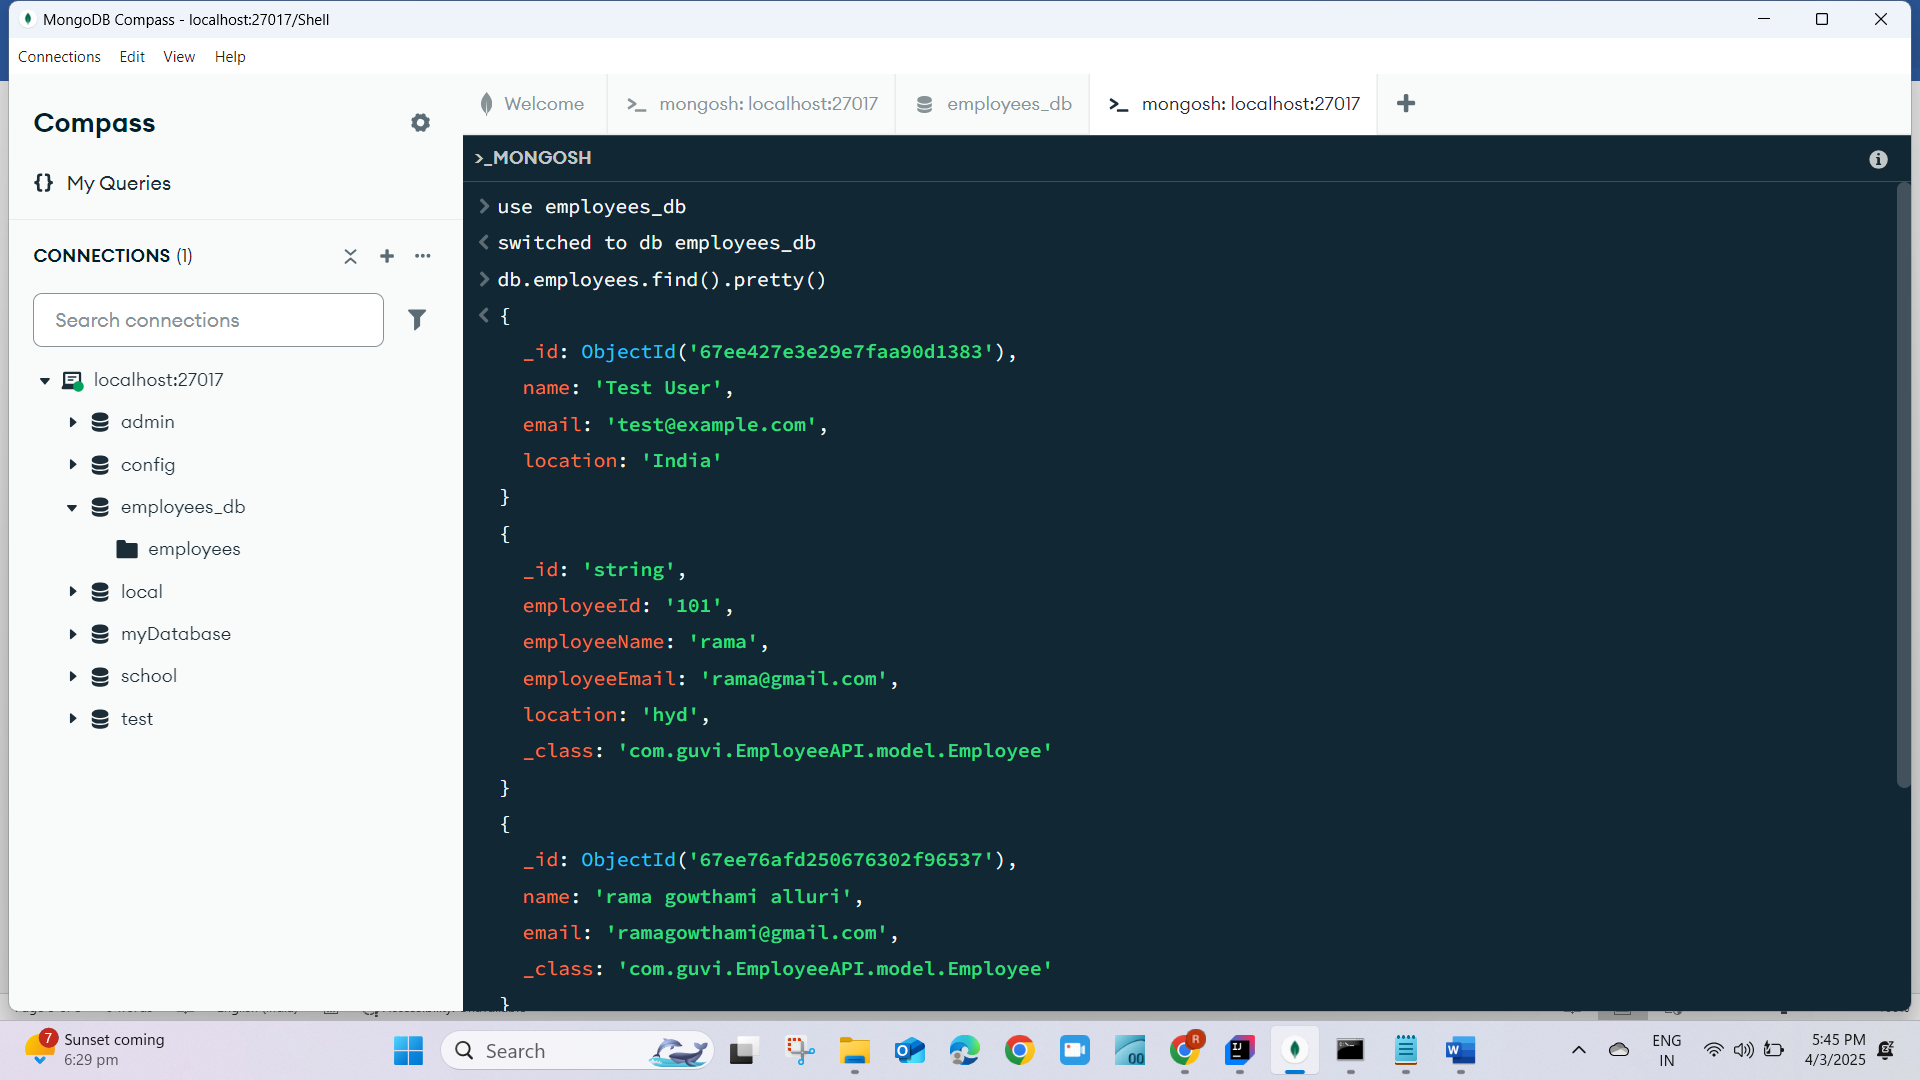 MongoDB Compass - localhost:27017/Shell
Connections Edit View Help
Compass
My Queries
CONNECTIONS (1)
Search connections
localhost:27017
admin
config
employees_db
employees
local
myDatabase
school
test
Welcome
>_ mongosh: localhost:27017
employees_db
>_ mongosh: localhost:27017
>_MONGOSH
> use employees_db
< switched to db employees_db
> db.employees.find().pretty()
< {
_id: ObjectId('67ee427e3e29e7faa90d1383'),
name: 'Test User',
email: 'test@example.com',
location: 'India'
}
{
_id: 'string',
employeeId: '101',
employeeName: 'rama',
employeeEmail: 'rama@gmail.com',
location: 'hyd',
_class: 'com.guvi.EmployeeAPI.model.Employee'
}
{
_id: ObjectId('67ee76afd250676302f96537'),
name: 'rama gowthami alluri',
email: 'ramagowthami@gmail.com',
_class: 'com.guvi.EmployeeAPI.model.Employee'
}
7
Sunset coming
6:29 pm
Search
R
IJ
W
ENG
IN
5:45 PM
4/3/2025